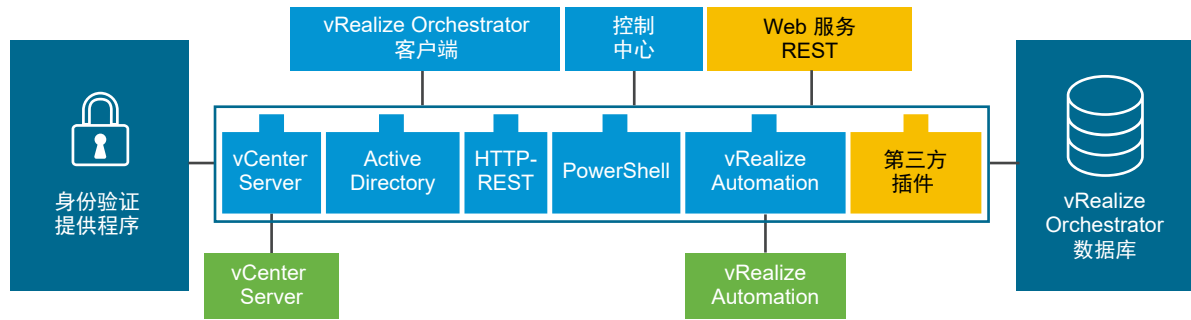 vRealize Orchestrator
客户端
控制
中心
Web 服务
REST
身份验证
提供程序
vCenter
Server
Active
Directory
HTTP-
REST
PowerShell
vRealize
Automation
第三方
插件
vRealize
Orchestrator
数据库
vCenter
Server
vRealize
Automation